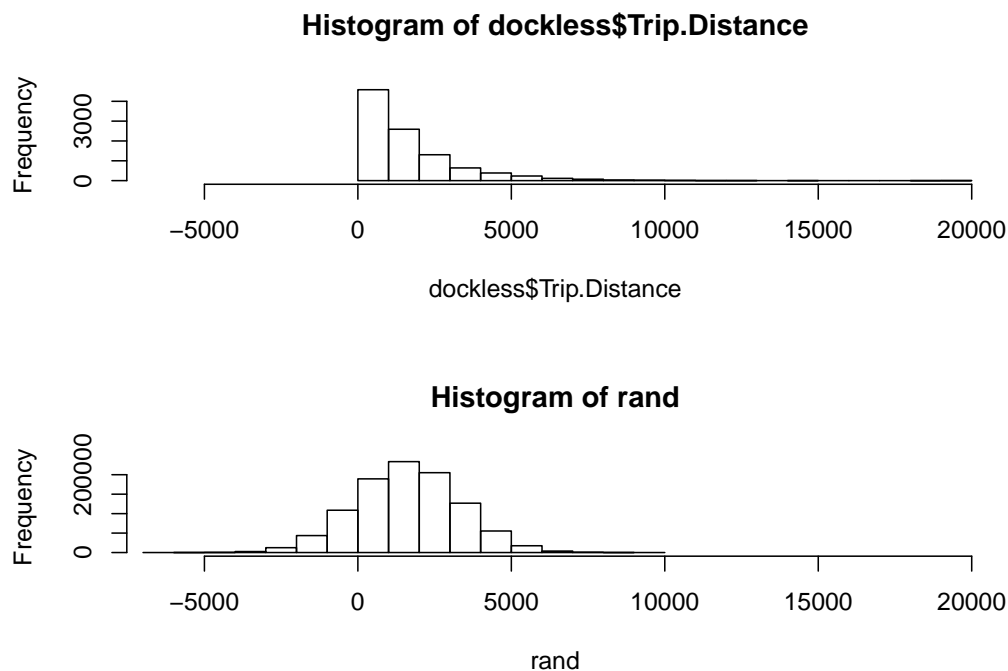 Histogram of dockless$Trip.Distance
Frequency
0 3000
−5000 0 5000 10000 15000 20000
dockless$Trip.Distance
Histogram of rand
Frequency
0 200000
−5000 0 5000 10000 15000 20000
rand